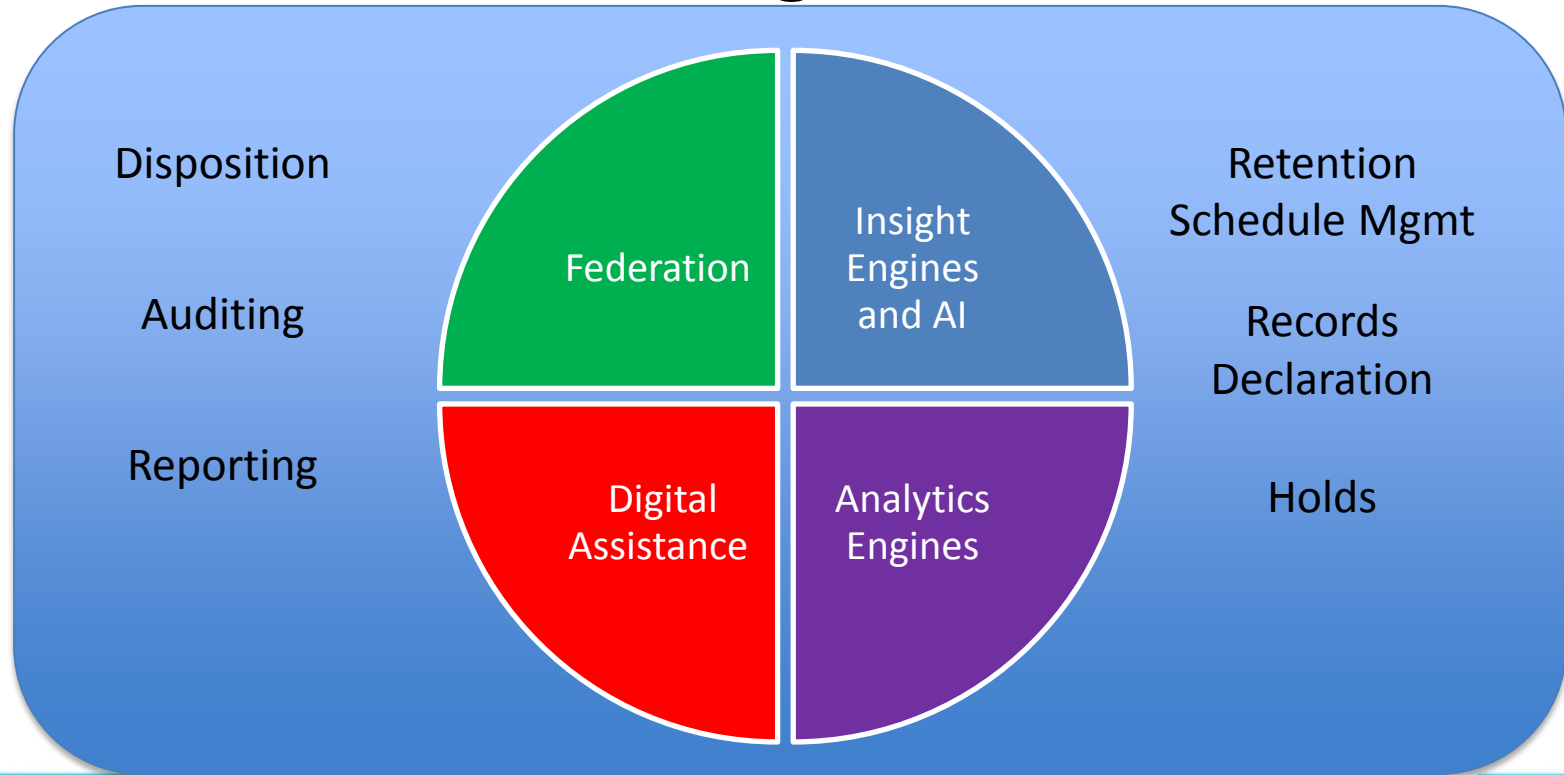 Disposition
Auditing
Reporting
Federation
Insight
Engines
and AI
Digital
Assistance
Analytics
Engines
Retention
Schedule Mgmt
Records
Declaration
Holds